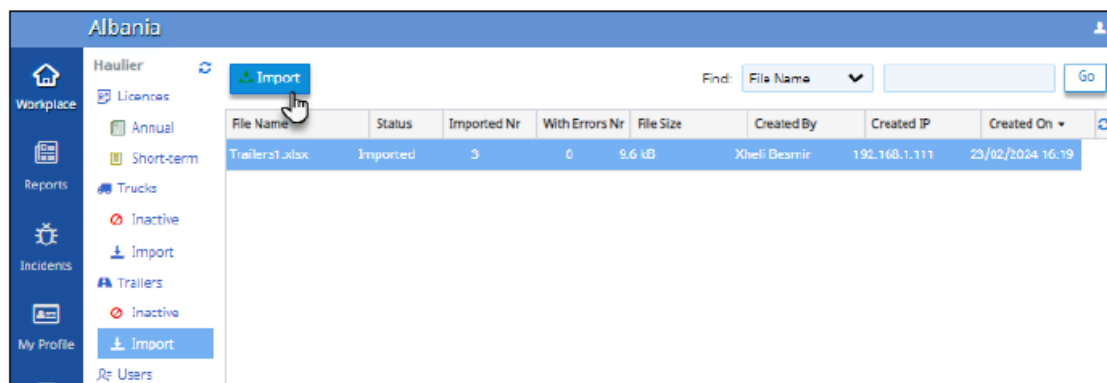 Albania
Workplace
Reports
Incidents
My Profile
Haulier
Licences
Annual
Short-term
Trucks
Inactive
Import
Trailers
Inactive
Import
Users
Import
Find: File Name Go
File Name Status Imported Nr With Errors Nr File Size Created By Created IP Created On
Trailers1.xlsx Imported 3 0 9.6 kB Xheli Besmir 192.168.1.111 23/02/2024 16:19